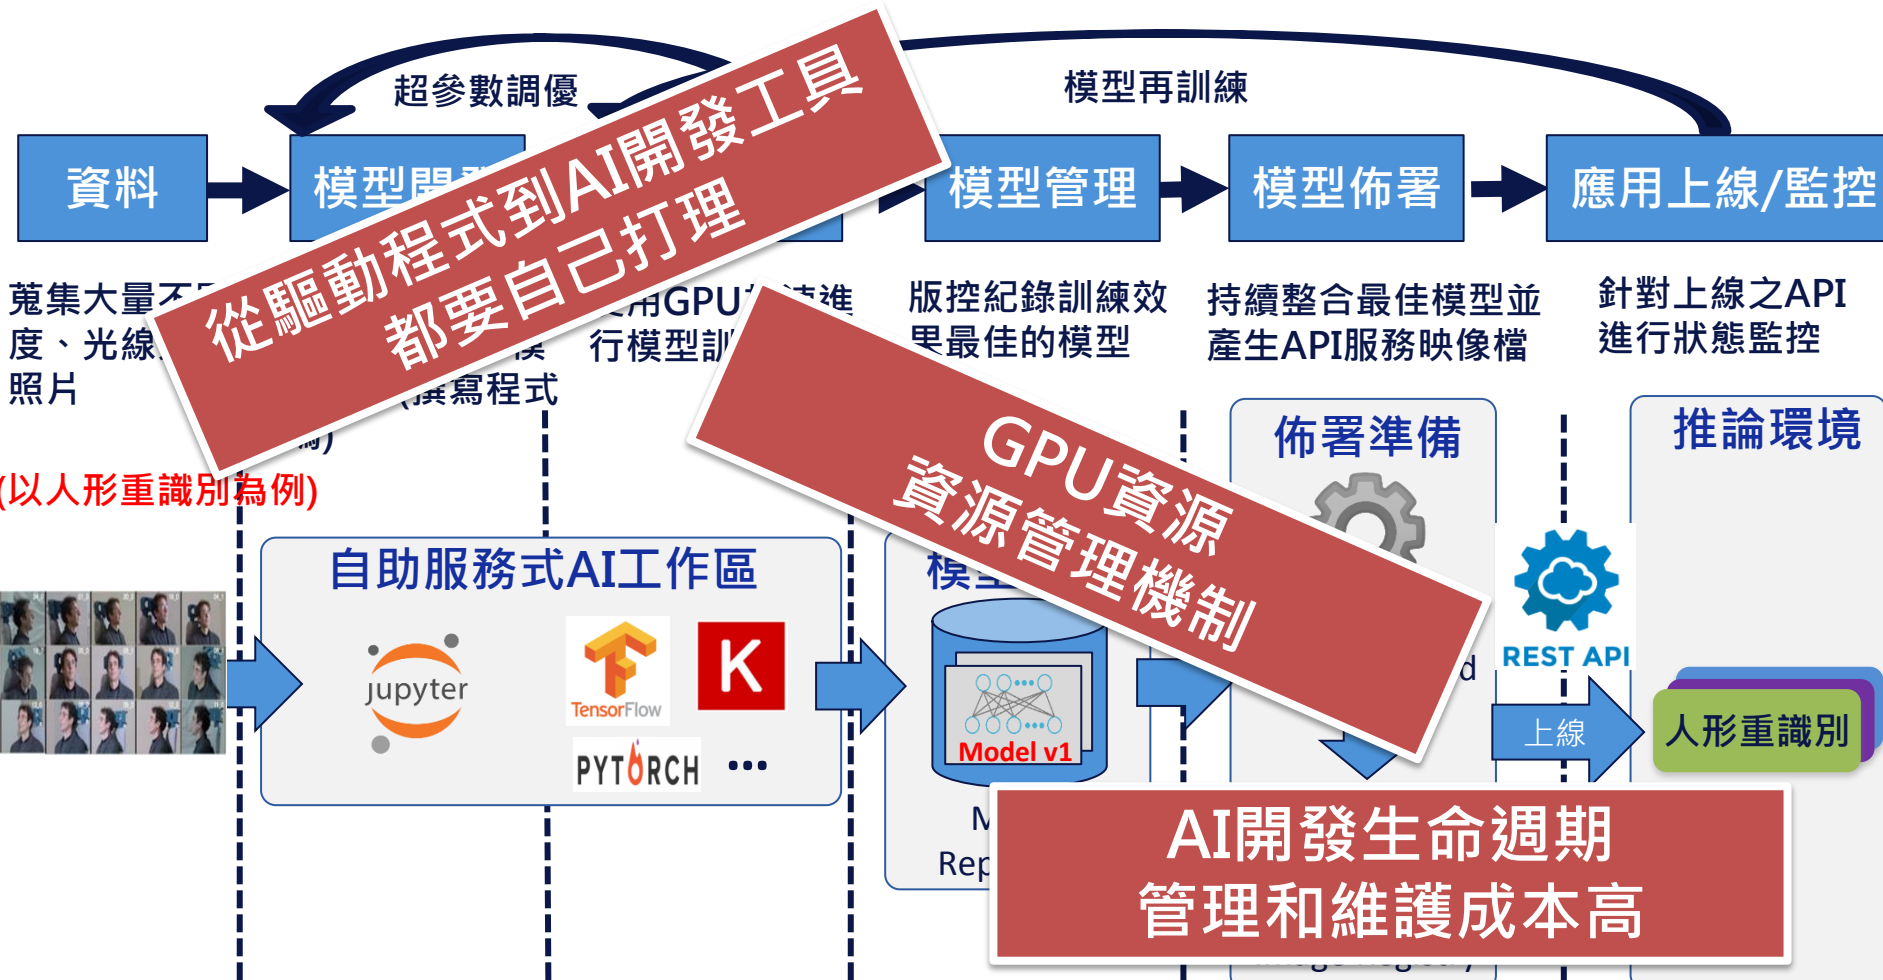 超參數調優
模型再訓練
資料
模型開
模型管理
模型佈署
應用上線/監控
從驅動程式到AI開發工具
都要自己打理
蒐集大量不
度、光線
照片
(撰寫程式
用GPU
進
行模型訓
版控紀錄訓練效
果最佳的模型
持續整合最佳模型並
產生API服務映像檔
針對上線之API
進行狀態監控
(以人形重識別為例)
GPU資源
資源管理機制
佈署準備
推論環境
自助服務式AI工作區
模型
jupyter
TensorFlow
K
PYTORCH
...
Model v1
REST API
上線
人形重識別
AI開發生命週期
管理和維護成本高